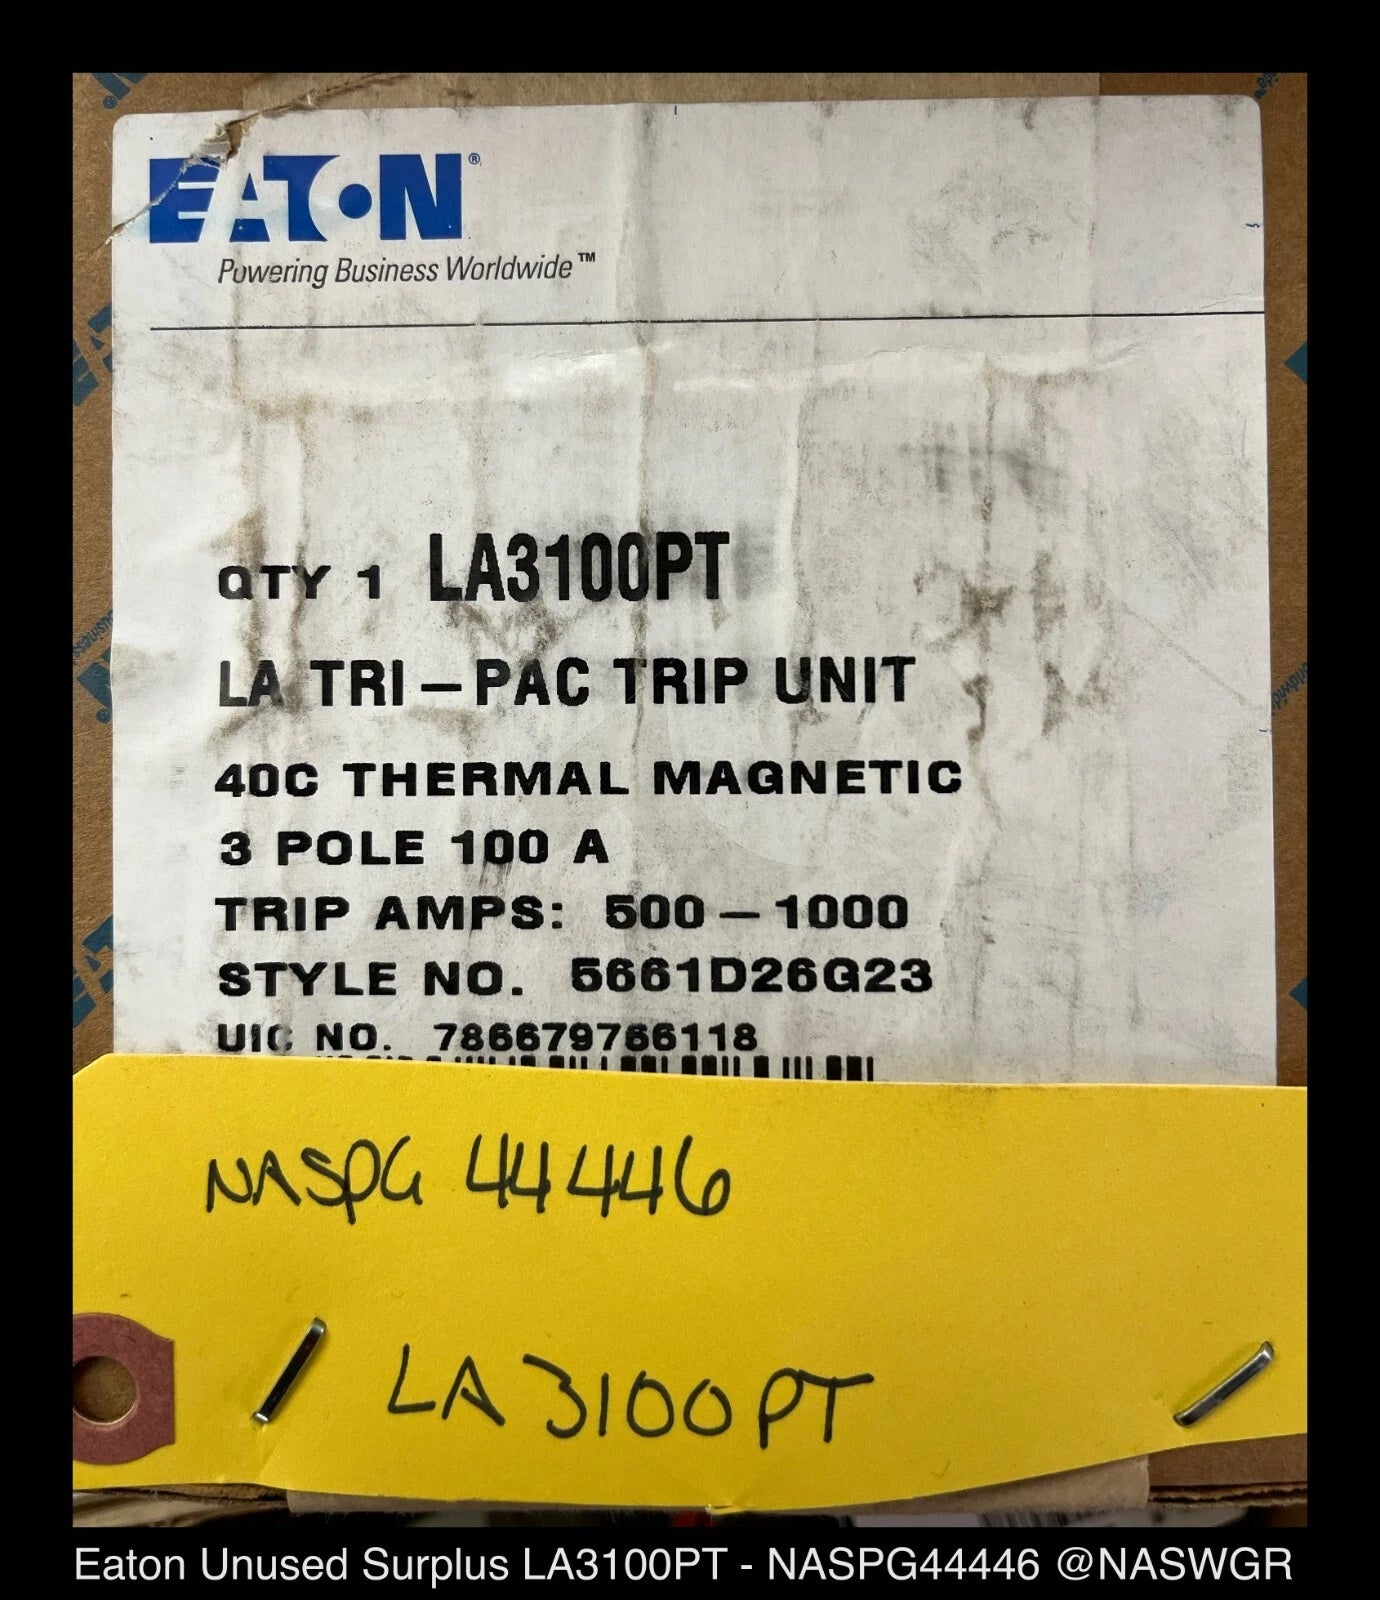 EATON®
Powering Business Worldwide™
QTY 1 LA3100PT
LA TRI-PAC TRIP UNIT
40C THERMAL MAGNETIC
3 POLE 100 A
TRIP AMPS: 500-1000
STYLE NO. 5661D26G23
UIC NO. 786679766118
NASPG 44446
LA3100PT
Eaton Unused Surplus LA3100PT - NASPG44446 @NASWGR